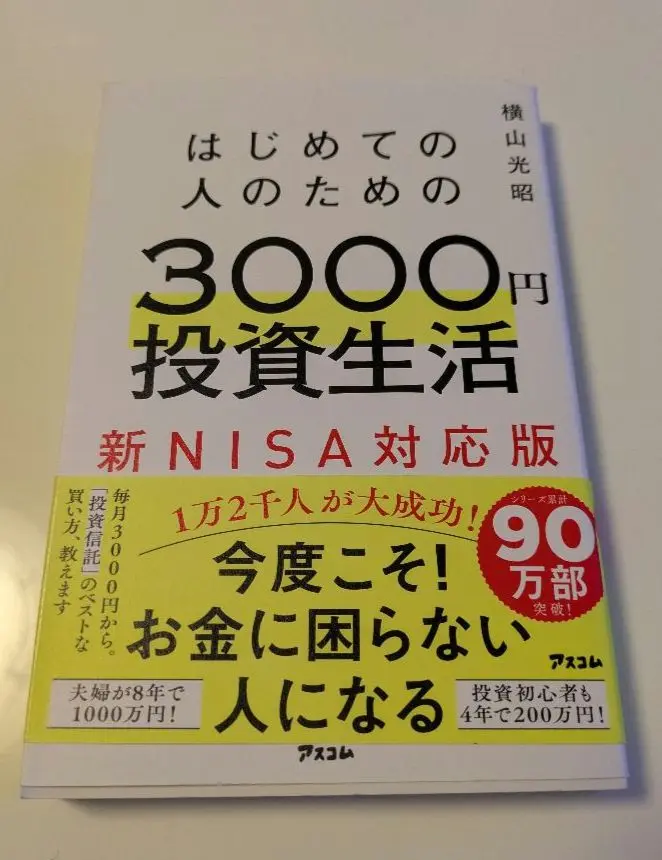 横山光昭
はじめての
人のための
3000円
投資生活
新NISA対応版
毎月3000円から。
「投資信託」のベストな
買い方、教えます
1万2千人が大成功!
シリーズ累計
90
万部
突破!
今度こそ!
お金に困らない
人になる
アスコム
夫婦が8年で
1000万円!
投資初心者も
4年で200万円!
アスコム